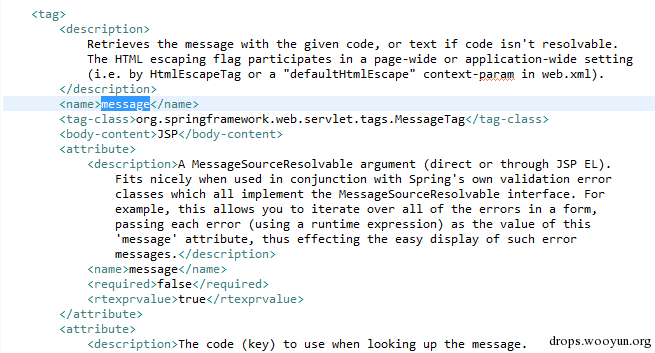 <tag>
<description>
Retrieves the message with the given code, or text if code isn't resolvable.
The HTML escaping flag participates in a page-wide or application-wide setting
(i.e. by HtmlEscapeTag or a "defaultHtmlEscape" context-param in web.xml).
</description>
<name>message</name>
<tag-class>org.springframework.web.servlet.tags.MessageTag</tag-class>
<body-content>JSP</body-content>
<attribute>
<description>A MessageSourceResolvable argument (direct or through JSP EL).
Fits nicely when used in conjunction with Spring's own validation error
classes which all implement the MessageSourceResolvable interface. For
example, this allows you to iterate over all of the errors in a form,
passing each error (using a runtime expression) as the value of this
'message' attribute, thus effecting the easy display of such error
messages.</description>
<name>message</name>
<required>false</required>
<rtexprvalue>true</rtexprvalue>
</attribute>
<attribute>
<description>The code (key) to use when looking up the message.
drops.wooyun.org